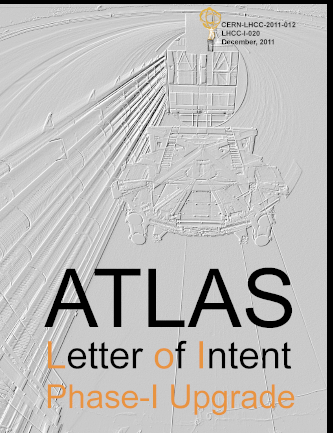 CERN-LHCC-2011-012
LHCC-I-020
December, 2011
ATLAS
Letter of Intent
Phase-I Upgrade